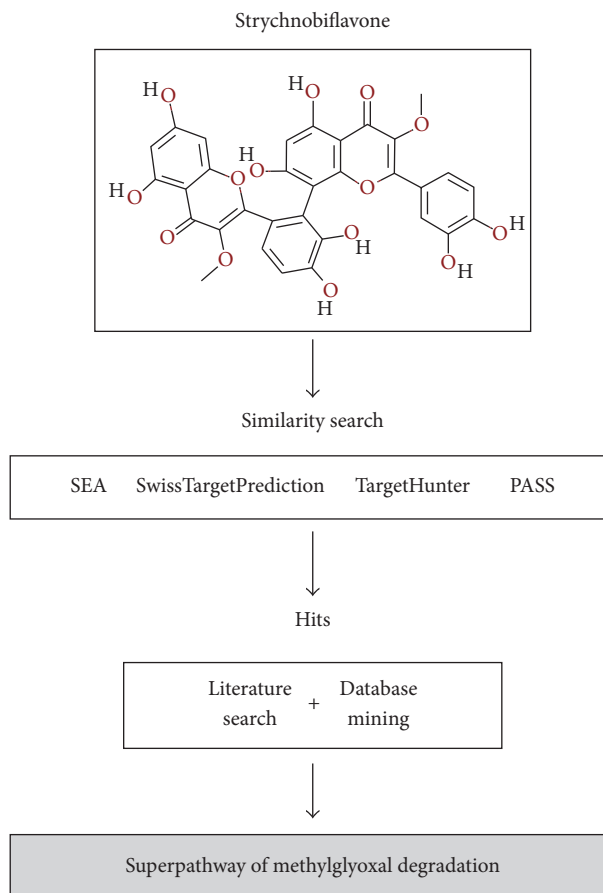 Strychnobiflavone
H O O H O O
H O O H O O O O H O H
O O O H O H
Similarity search
SEA SwissTargetPrediction TargetHunter PASS
Hits
Literature + Database
search mining
Superpathway of methylglyoxal degradation